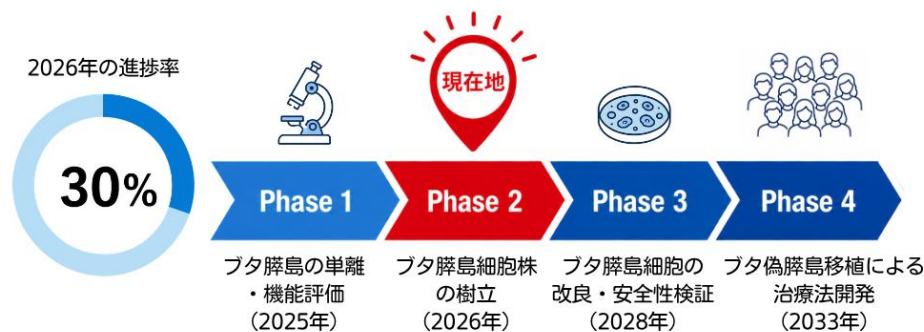 2026年の進捗率
30%
現在地
Phase 1
Phase 2
Phase 3
Phase 4
ブタ膵島の単離
・機能評価
（2025年）
ブタ膵島細胞株
の樹立
（2026年）
ブタ膵島細胞の
改良・安全性検証
（2028年）
ブタ偽膵島移植による
治療法開発
（2033年）